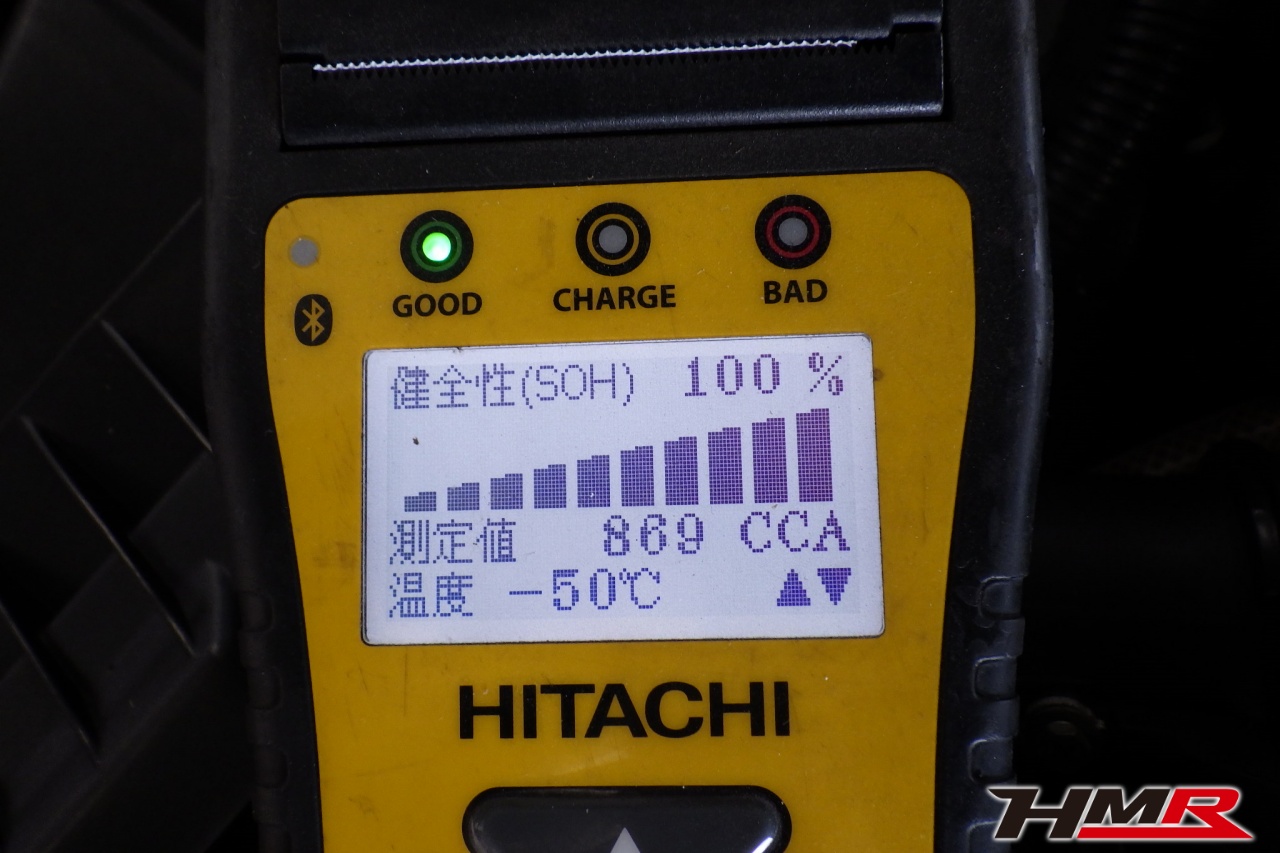 GOOD
CHARGE
BAD
健全性(SOH) 100 %
測定値 869 CCA
温度 -50℃ ▲▼
HITACHI
HMR